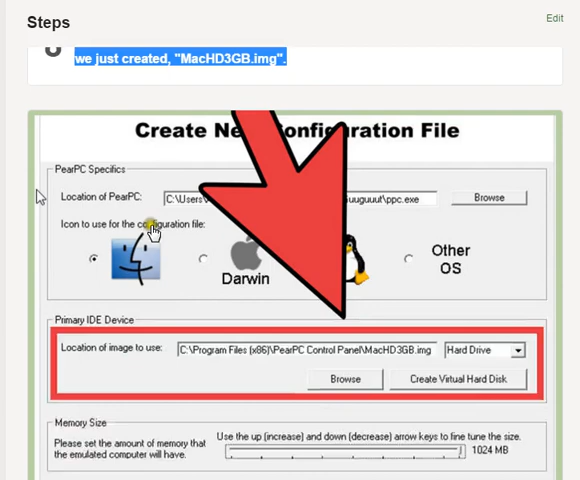 Steps
Edit
we just created, "MacHD3GB.img".
Create New Configuration File
PearPC Specifics
Location of PearPC: C:\Users\ uuguuut\ppc.exe Browse
Icon to use for the configuration file:
Darwin
Other
OS
Primary IDE Device
Location of image to use: C:\Program Files (x86)\PearPC Control Panel\MacHD3GB.img Hard Drive
Browse Create Virtual Hard Disk
Memory Size
Please set the amount of memory that
the emulated computer will have.
Use the up (increase) and down (decrease) arrow keys to fine tune the size.
1024 MB